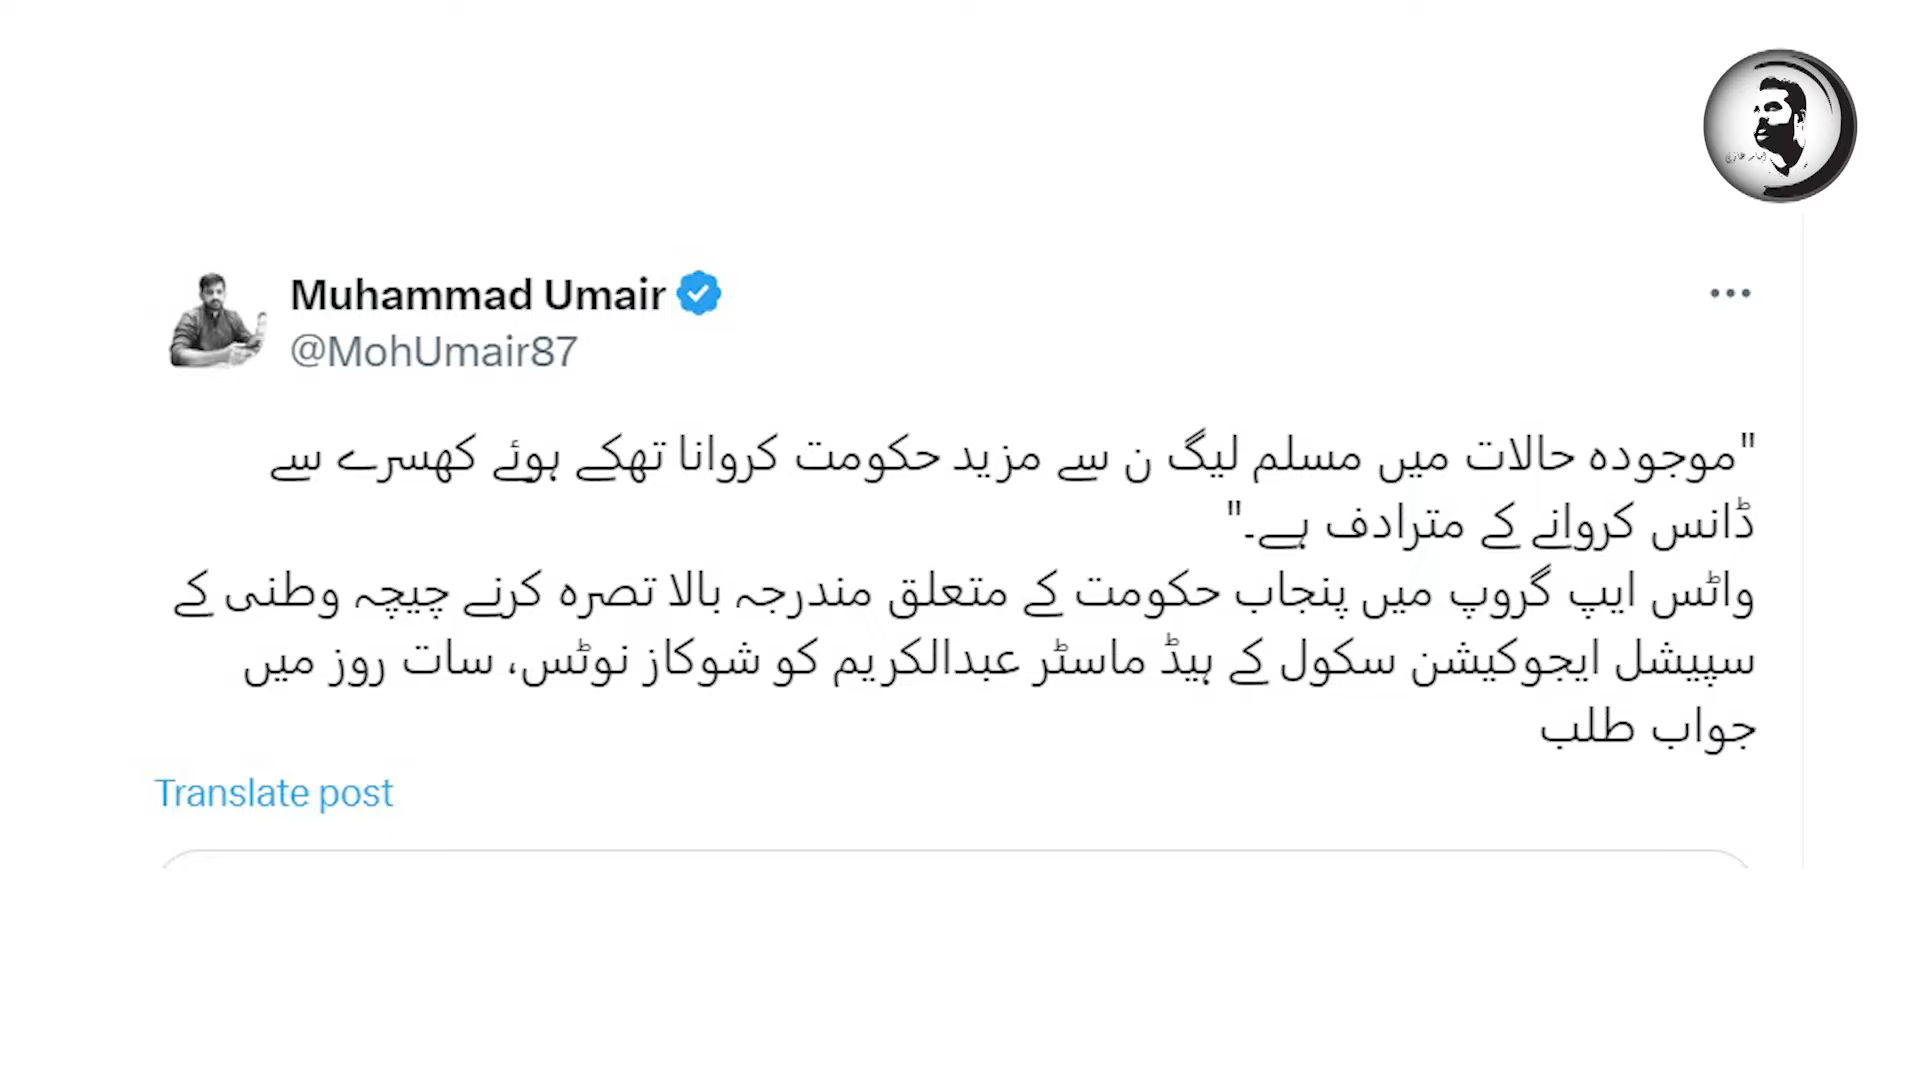 Muhammad Umair
@MohUmair87
"موجودہ حالات میں مسلم لیگ ن سے مزید حکومت کروانا تھکے ہوئے کھسرے سے
ڈانس کروانے کے مترادف ہے۔"
واٹس ایپ گروپ میں پنجاب حکومت کے متعلق مندرجہ بالا تصرہ کرنے چیچہ وطنی کے
سپیشل ایجوکیشن سکول کے ہیڈ ماسٹر عبدالکریم کو شوکاز نوٹس، سات روز میں
جواب طلب
Translate post